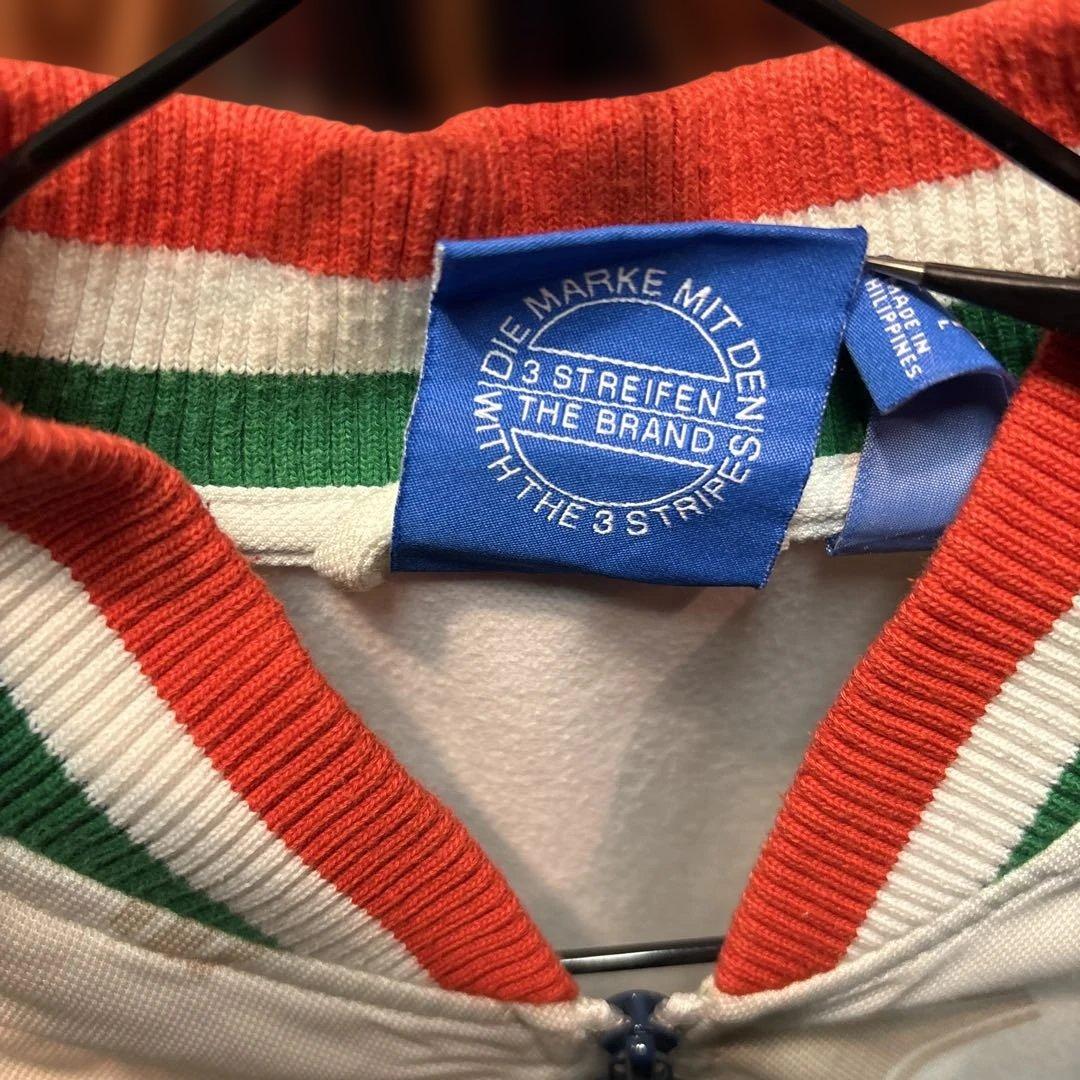 DIE MARKE MIT DEN
3 STREIFEN
THE BRAND
WITH THE 3 STRIPES
MADE IN
PHILIPPINES
L